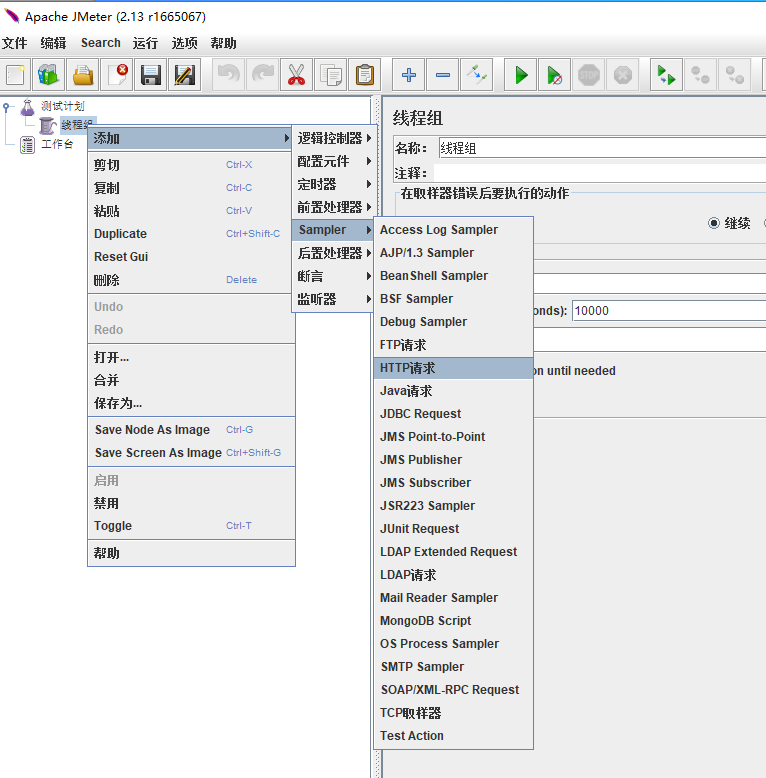 Apache JMeter (2.13 r1665067)
文件 编辑 Search 运行 选项 帮助
测试计划
线程组
工作台
添加
剪切 Ctrl-X
复制 Ctrl-C
粘贴 Ctrl-V
Duplicate Ctrl+Shift-C
Reset Gui
删除 Delete
Undo
Redo
打开...
合并
保存为...
Save Node As Image Ctrl-G
Save Screen As Image Ctrl+Shift-G
启用
禁用
Toggle Ctrl-T
帮助
逻辑控制器
配置元件
定时器
前置处理器
Sampler
后置处理器
断言
监听器
Access Log Sampler
AJP/1.3 Sampler
BeanShell Sampler
BSF Sampler
Debug Sampler
FTP请求
HTTP请求
Java请求
JDBC Request
JMS Point-to-Point
JMS Publisher
JMS Subscriber
JSR223 Sampler
JUnit Request
LDAP Extended Request
LDAP请求
Mail Reader Sampler
MongoDB Script
OS Process Sampler
SMTP Sampler
SOAP/XML-RPC Request
TCP取样器
Test Action
线程组
名称： 线程组
注释：
在取样器错误后要执行的动作
继续
onds): 10000
on until needed